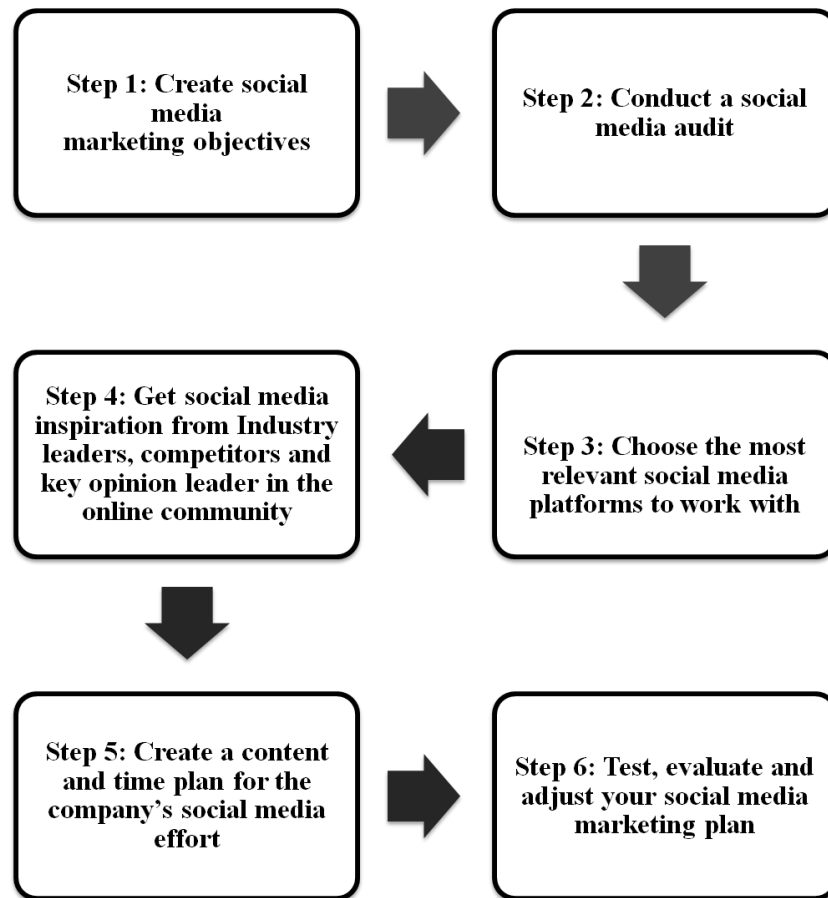 Step 1: Create social
media
marketing objectives
Step 2: Conduct a social
media audit
Step 3: Choose the most
relevant social media
platforms to work with
Step 4: Get social media
inspiration from Industry
leaders, competitors and
key opinion leader in the
online community
Step 5: Create a content
and time plan for the
company’s social media
effort
Step 6: Test, evaluate and
adjust your social media
marketing plan